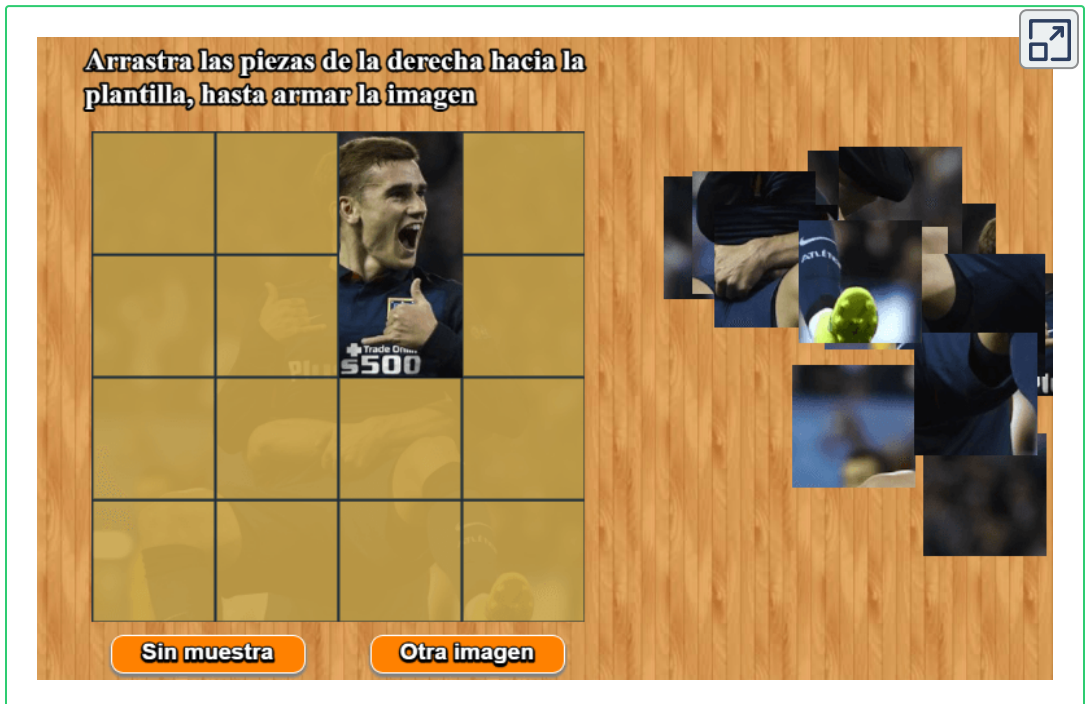 Arrastra las piezas de la derecha hacia la
plantilla, hasta armar la imagen
Trade
s500
ATLÉT
Sin muestra
Otra imagen